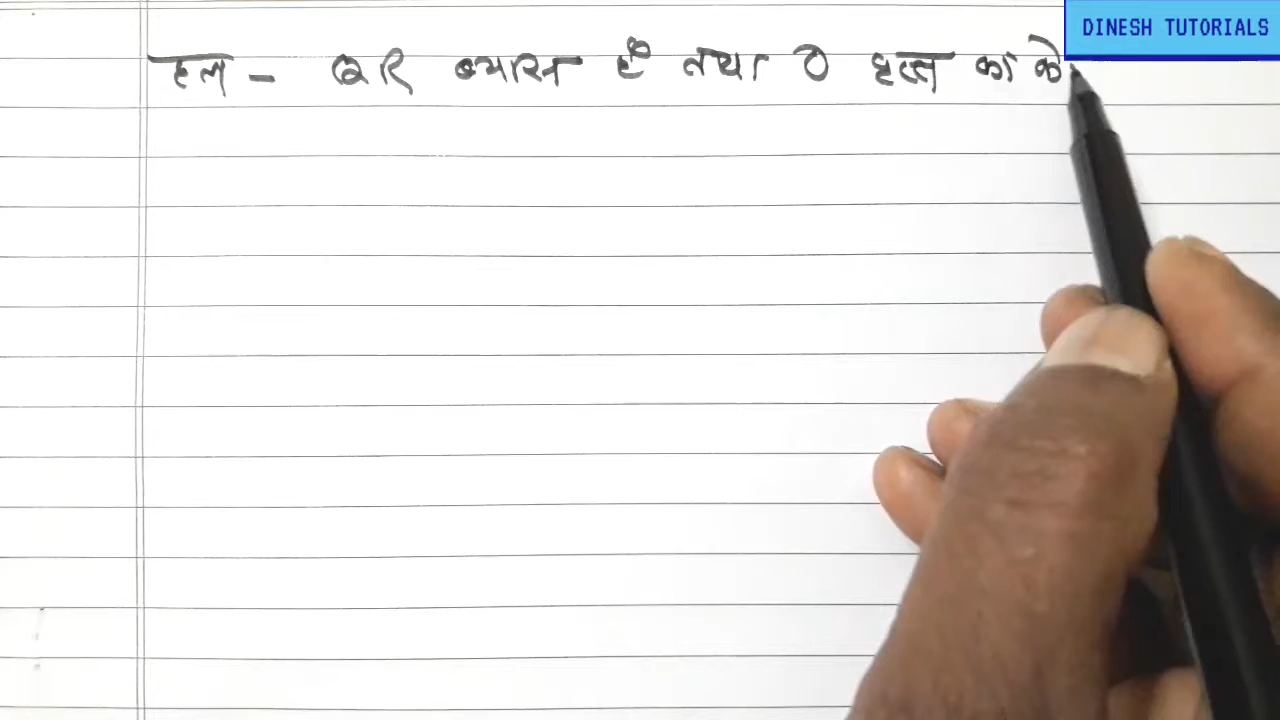 DINESH TUTORIALS
हल - QR व्यास है तथा O वृत्त का के